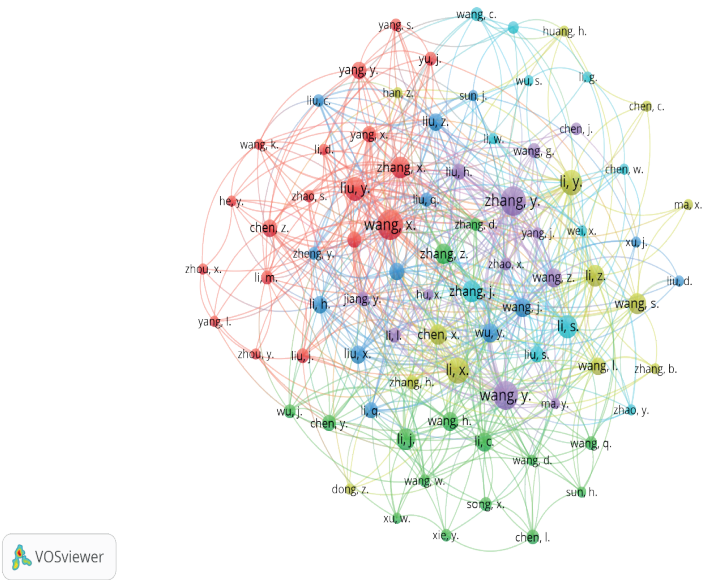 wang, c.
yang, s.
huang, h.
yu, j.
yang, y.
li, g.
wu, s.
han, z.
sun, j.
liu, c.
chen, c.
liu, z.
chen, j.
yang, x.
li, w.
wang, k.
li, d.
wang, g.
zhang, x.
liu, h.
chen, w.
li, y.
liu, y.
zhao, s.
liu, q.
zhang, y.
he, y.
ma, x.
wang, x.
zhang, d.
chen, z.
yang, j.
wei, x.
xu, j.
zheng, y.
zhang, z.
zhao, x.
zhou, x.
li, m.
wang, z.
li, z.
liu, d.
hu, x.
zhang, j.
jiang, y.
li, h.
wang, j.
wang, s.
yang, l.
li, l.
chen, x.
wu, y.
li, s.
zhou, y.
liu, j.
liu, x.
liu, s.
wang, l.
zhang, b.
li, x.
zhang, h.
wang, y.
ma, y.
wu, j.
li, q.
zhao, y.
chen, y.
wang, h.
li, j.
li, c.
wang, q.
wang, d.
wang, w.
dong, z.
sun, h.
song, x.
xu, w.
xie, y.
chen, l.
VOSviewer